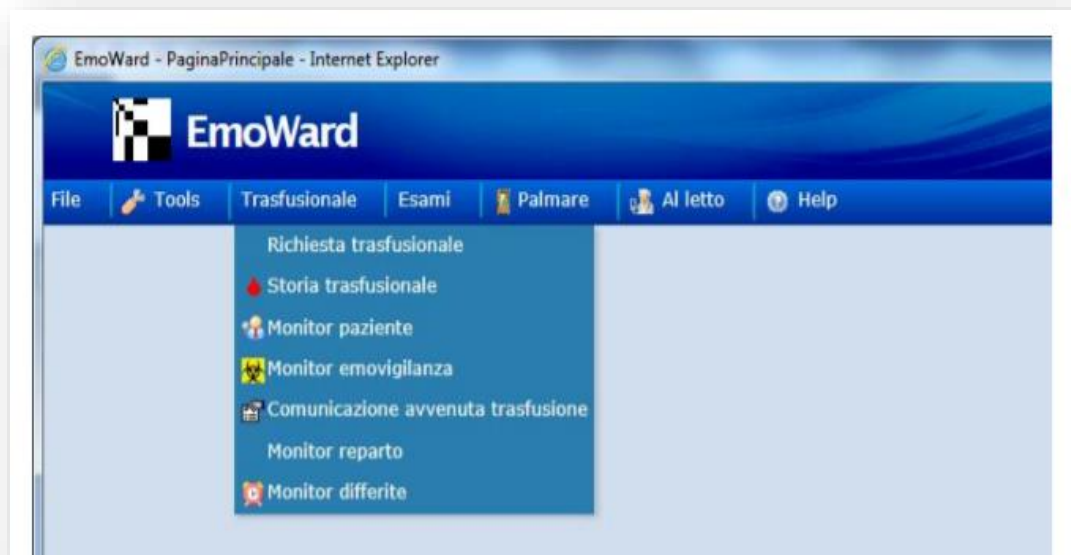 EmoWard - PaginaPrincipale - Internet Explorer
EmoWard
File Tools Trasfusionale Esami Palmare Al letto Help
Richiesta trasfusionale
Storia trasfusionale
Monitor paziente
Monitor emovigilanza
Comunicazione avvenuta trasfusione
Monitor reparto
Monitor differite